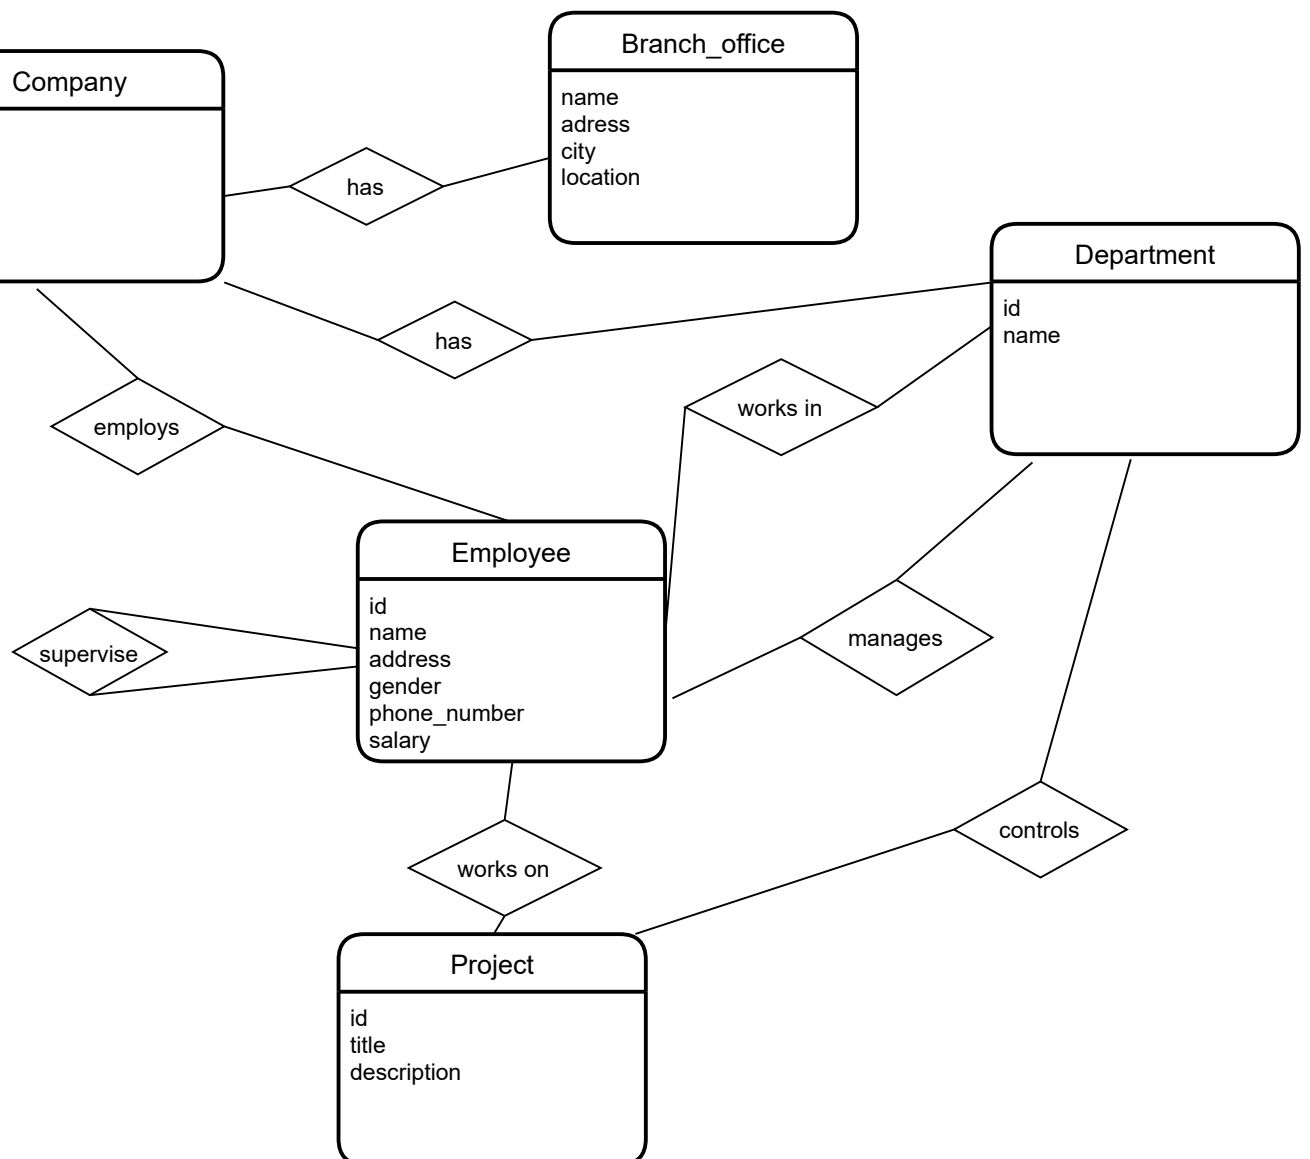 Branch_office
name
adress
city
location
Company
has
Department
id
name
has
works in
employs
Employee
id
name
address
gender
phone_number
salary
supervise
manages
works on
controls
Project
id
title
description